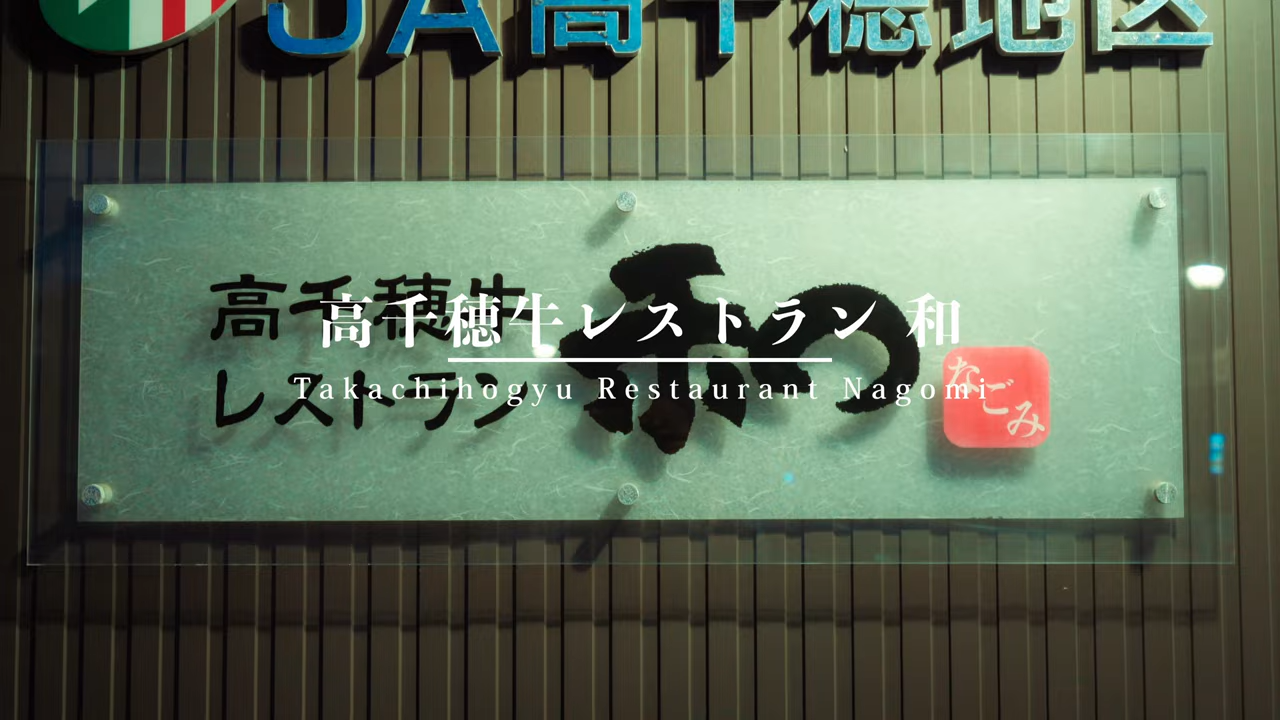 JA高千穂地区
高千穂牛
レストラン
和
なごみ
高千穂牛レストラン 和
Takachihogyu Restaurant Nagomi